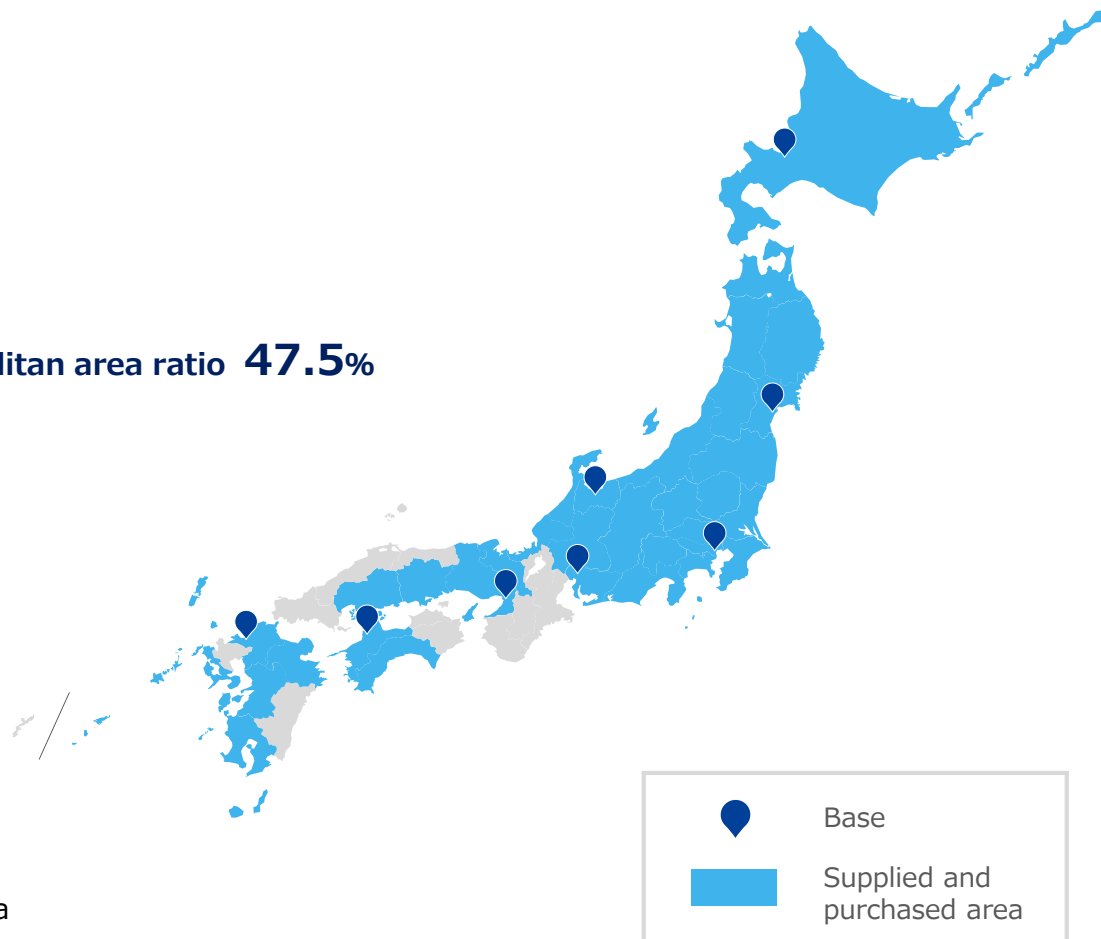 litan area ratio 47.5%
Base
Supplied and
purchased area
a